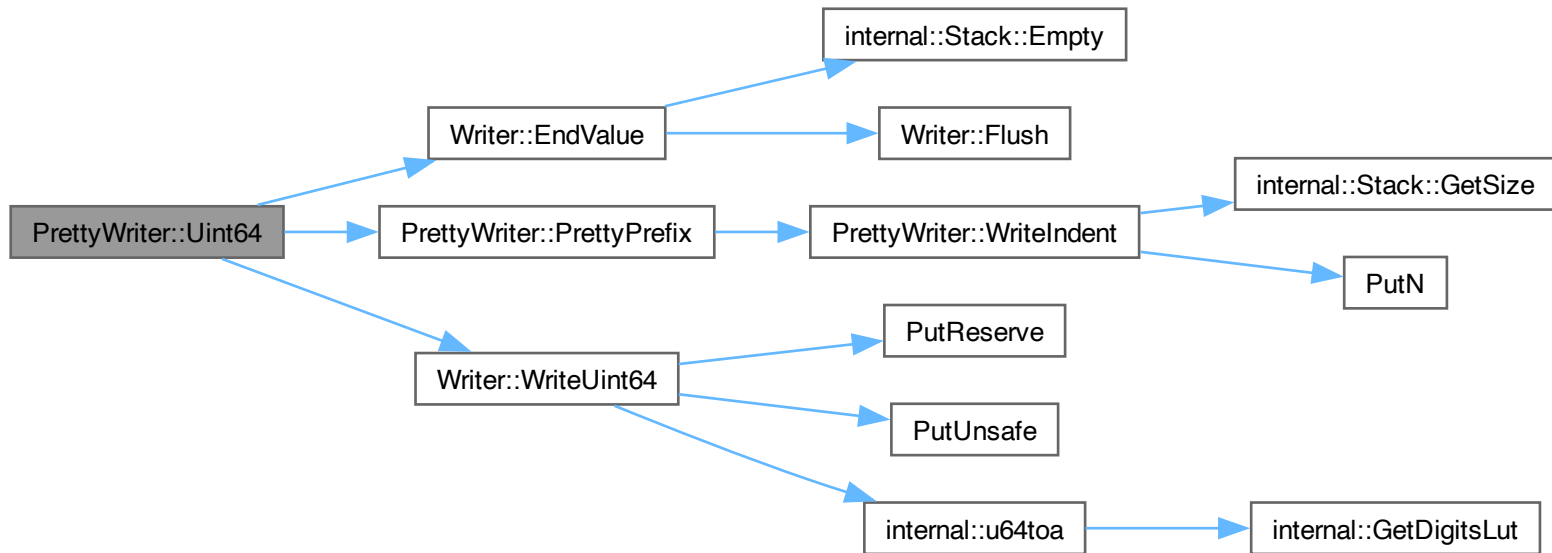 internal::Stack::Empty
Writer::EndValue
Writer::Flush
internal::Stack::GetSize
PrettyWriter::Uint64
PrettyWriter::PrettyPrefix
PrettyWriter::WriteIndent
PutN
PutReserve
Writer::WriteUint64
PutUnsafe
internal::u64toa
internal::GetDigitsLut